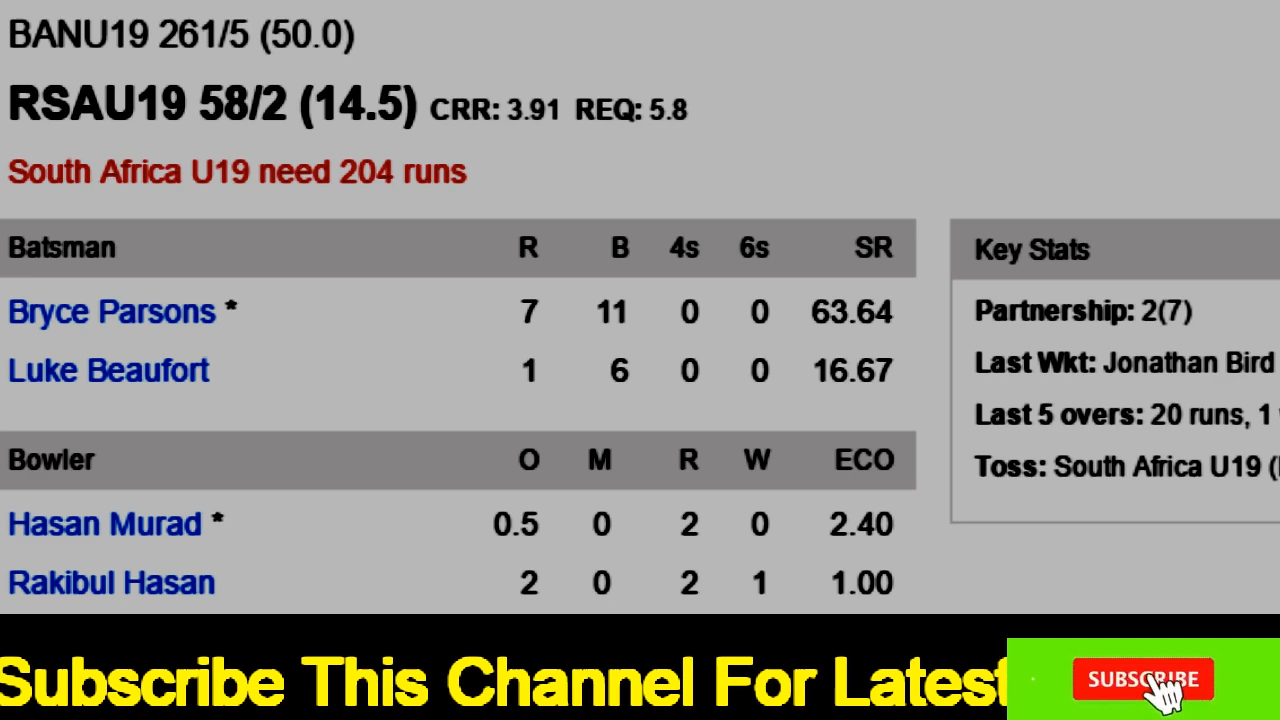 BANU19 261/5 (50.0)
RSAU19 58/2 (14.5) CRR: 3.91 REQ: 5.8
South Africa U19 need 204 runs
Batsman R B 4s 6s SR
Bryce Parsons * 7 11 0 0 63.64
Luke Beaufort 1 6 0 0 16.67
Bowler O M R W ECO
Hasan Murad * 0.5 0 2 0 2.40
Rakibul Hasan 2 0 2 1 1.00
Key Stats
Partnership: 2(7)
Last Wkt: Jonathan Bird
Last 5 overs: 20 runs, 1
Toss: South Africa U19 (
Subscribe This Channel For Latest
SUBSCRIBE